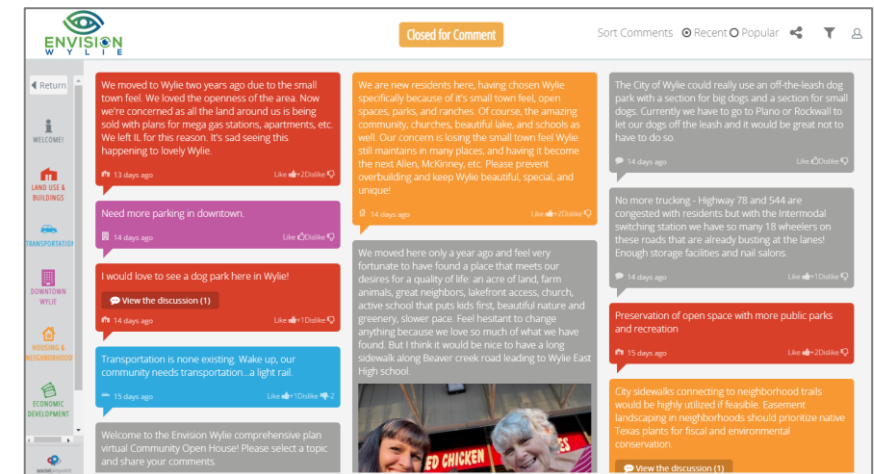 ENVISION
WYLIE
Closed for Comment
Sort Comments Recent Popular
Return
WELCOME!
LAND USE &
BUILDINGS
TRANSPORTATION
DOWNTOWN
WYLIE
HOUSING &
NEIGHBORHOOD
ECONOMIC
DEVELOPMENT
We moved to Wylie two years ago due to the small
town feel. We loved the openness of the area. Now
we're concerned as all the land around us is being
sold with plans for mega gas stations, apartments, etc.
We left IL for this reason. It's sad seeing this
happening to lovely Wylie.
13 days ago Like +2Dislike
Need more parking in downtown.
14 days ago Like Dislike
I would love to see a dog park here in Wylie!
View the discussion (1)
14 days ago Like +1Dislike
Transportation is none existing. Wake up, our
community needs transportation...a light rail.
15 days ago Like +1Dislike -2
Welcome to the Envision Wylie comprehensive plan
virtual Community Open House! Please select a topic
and share your comments.
We are new residents here, having chosen Wylie
specifically because of it's small town feel, open
spaces, parks, and ranches. Of course, the amazing
community, churches, beautiful lake, and schools as
well. Our concern is losing the small town feel Wylie
still maintains in many places, and having it become
the next Allen, McKinney, etc. Please prevent
overbuilding and keep Wylie beautiful, special, and
unique!
14 days ago Like +2Dislike
We moved here only a year ago and feel very
fortunate to have found a place that meets our
desires for a quality of life: an acre of land, farm
animals, great neighbors, lakefront access, church,
active school that puts kids first, beautiful nature and
greenery, slower pace. Feel hesitant to change
anything because we love so much of what we have
found. But I think it would be nice to have a long
sidewalk along Beaver creek road leading to Wylie East
High school.
ED CHICKEN ES
The City of Wylie could really use an off-the-leash dog
park with a section for big dogs and a section for small
dogs. Currently we have to go to Plano or Rockwall to
let our dogs off the leash and it would be great not to
have to do so.
14 days ago Like Dislike
No more trucking - Highway 78 and 544 are
congested with residents but with the Intermodal
switching station we have so many 18 wheelers on
these roads that are already busting at the lanes!
Enough storage facilities and nail salons.
14 days ago Like +1Dislike
Preservation of open space with more public parks
and recreation
15 days ago Like +2Dislike
City sidewalks connecting to neighborhood trails
would be highly utilized if feasible. Easement
landscaping in neighborhoods should prioritize native
Texas plants for fiscal and environmental
conservation.
View the discussion (1)